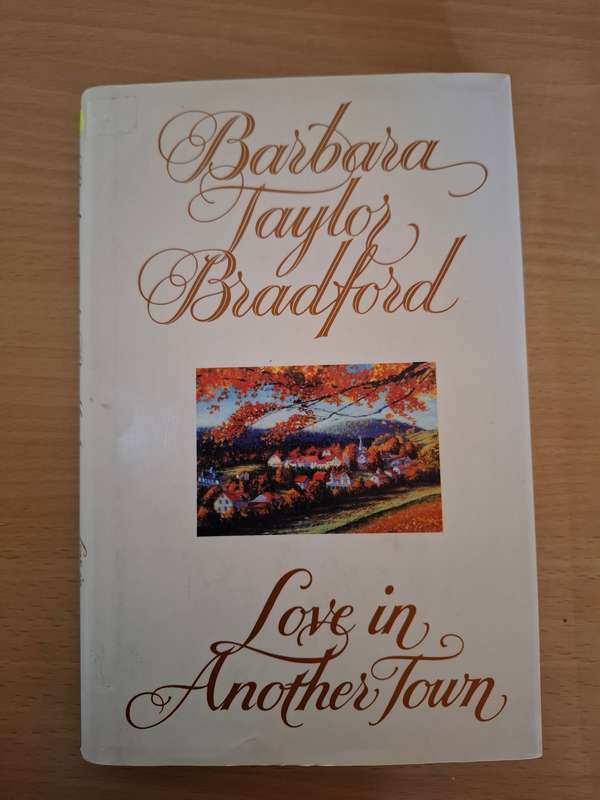 Barbara
Taylor
Bradford
Love in
Another Town